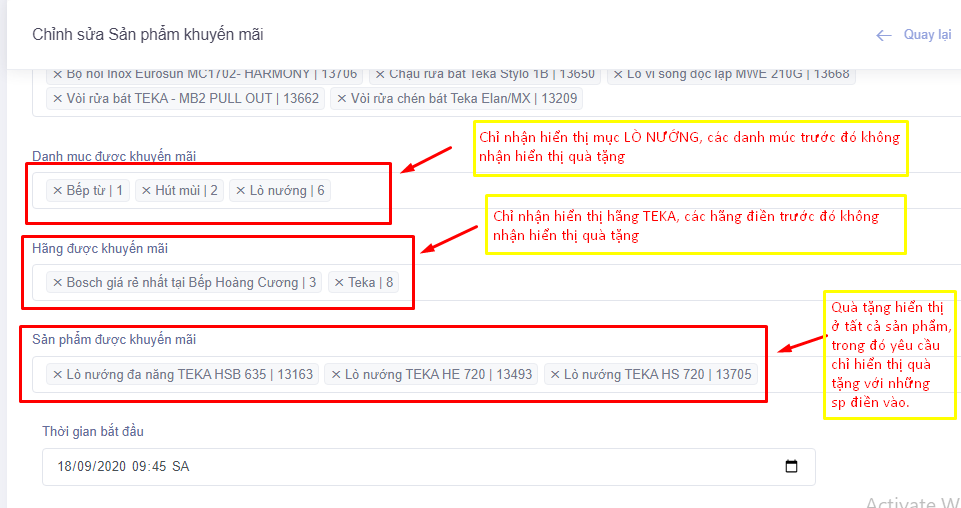 Chỉnh sửa Sản phẩm khuyến mãi
← Quay lại
× Bộ nồi Inox Eurosun MC1702- HARMONY | 13706 × Chậu rửa bát Teka Stylo 1B | 13650 × Lò vi sóng độc lập MWE 210G | 13668
× Vòi rửa bát TEKA - MB2 PULL OUT | 13662 × Vòi rửa chén bát Teka Elan/MX | 13209
Chỉ nhận hiển thị mục LÒ NƯỚNG, các danh múc trước đó không
nhận hiển thị quà tặng
Danh mục được khuyến mãi
× Bếp từ | 1 × Hút mùi | 2 × Lò nướng | 6
Chỉ nhận hiển thị hãng TEKA, các hãng điền trước đó không
nhận hiển thị quà tặng
Hãng được khuyến mãi
× Bosch giá rẻ nhất tại Bếp Hoàng Cương | 3 × Teka | 8
Quà tặng hiển thị
ở tất cả sản phẩm,
trong đó yêu cầu
chỉ hiển thị quà
tặng với những
sp điền vào.
Sản phẩm được khuyến mãi
× Lò nướng đa năng TEKA HSB 635 | 13163 × Lò nướng TEKA HE 720 | 13493 × Lò nướng TEKA HS 720 | 13705
Thời gian bắt đầu
18/09/2020 09:45 SA
Activate W